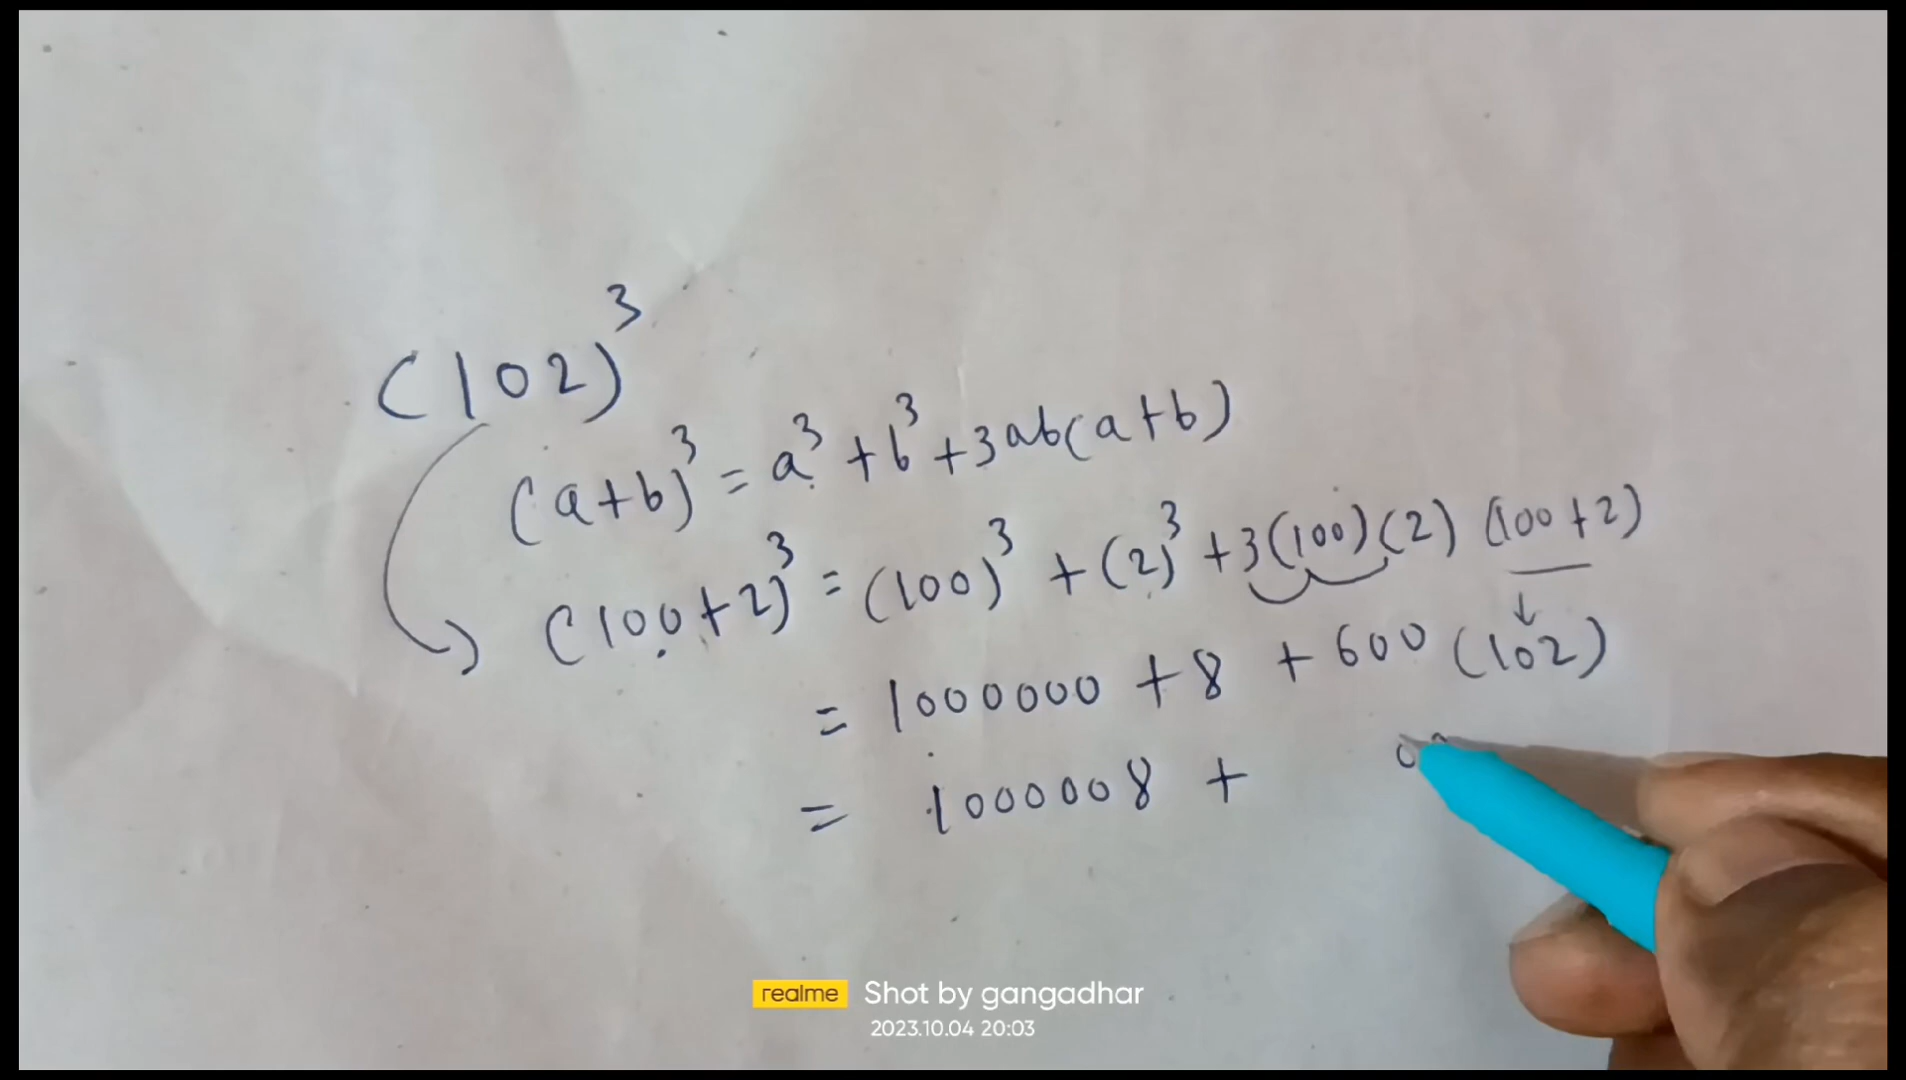 (102)³
(a+b)³ = a³ + b³ + 3ab(a+b)
(100+2)³ = (100)³ + (2)³ + 3(100)(2) (100+2)
= 1000000 + 8 + 600 (102)
= 1000008 +
realme Shot by gangadhar
2023.10.04 20:03